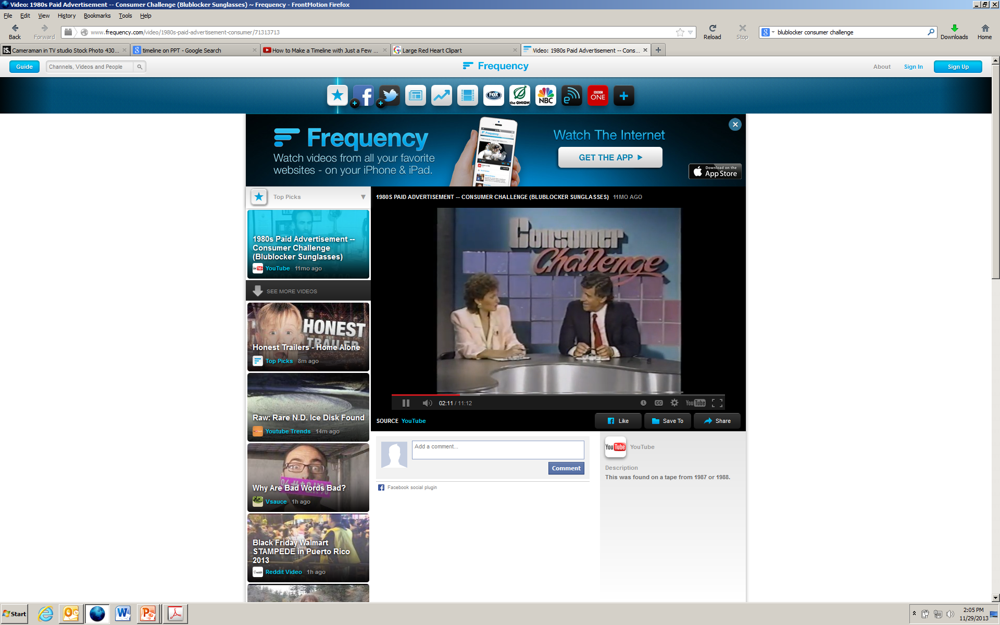 Video: 1980s Paid Advertisement -- Consumer Challenge (Blublocker Sunglasses) ~ Frequency - FrontMotion Firefox
File Edit View History Bookmarks Tools Help
Back Forward www.frequency.com/video/1980s-paid-advertisement-consumer/71313713 Reload Stop blublocker consumer challenge Downloads Home
iS. Cameraman in TV studio Stock Photo 430... timeline on PPT - Google Search How to Make a Timeline with Just a Few ... Large Red Heart Clipart Video: 1980s Paid Advertisement -- Cons...
Guide Channels, Videos and People Frequency About Sign In Sign Up
FOX the ONION NBC BBC ONE
Frequency
Watch videos from all your favorite
websites - on your iPhone & iPad.
Watch The Internet
GET THE APP
Download on the
App Store
Top Picks
1980s Paid Advertisement --
Consumer Challenge
(Blublocker Sunglasses)
YouTube 11mo ago
SEE MORE VIDEOS
HONEST
TRAILER
Honest Trailers - Home Alone
Top Picks 8m ago
Raw: Rare N.D. Ice Disk Found
Youtube Trends 14m ago
Why Are Bad Words Bad?
Vsauce 1h ago
Black Friday Walmart
STAMPEDE in Puerto Rico
2013
Reddit Video 1h ago
1980S PAID ADVERTISEMENT -- CONSUMER CHALLENGE (BLUBLOCKER SUNGLASSES) 11MO AGO
Consumer
Challenge
02:11 / 11:12 CC YouTube
SOURCE YouTube Like Save To Share
Add a comment...
Comment
Facebook social plugin
YouTube YouTube
Description
This was found on a tape from 1987 or 1988.
Start
2:05 PM
11/29/2013